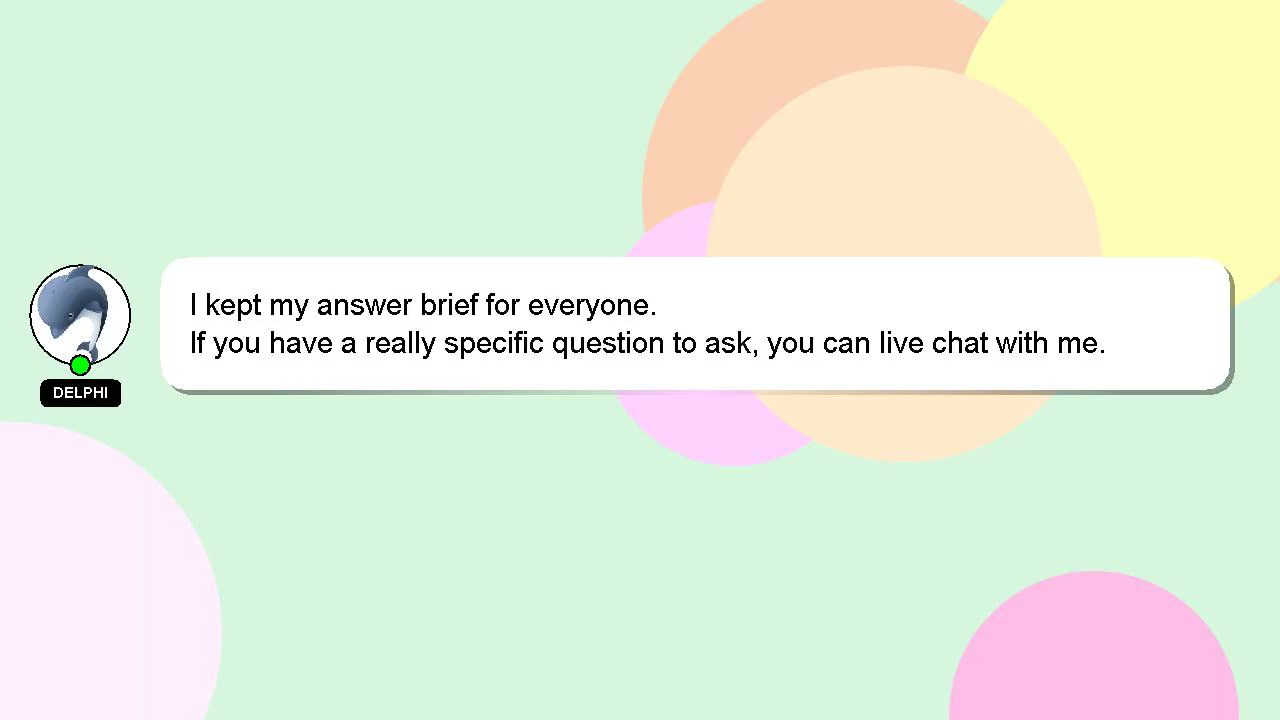 I kept my answer brief for everyone.
If you have a really specific question to ask, you can live chat with me.
DELPHI